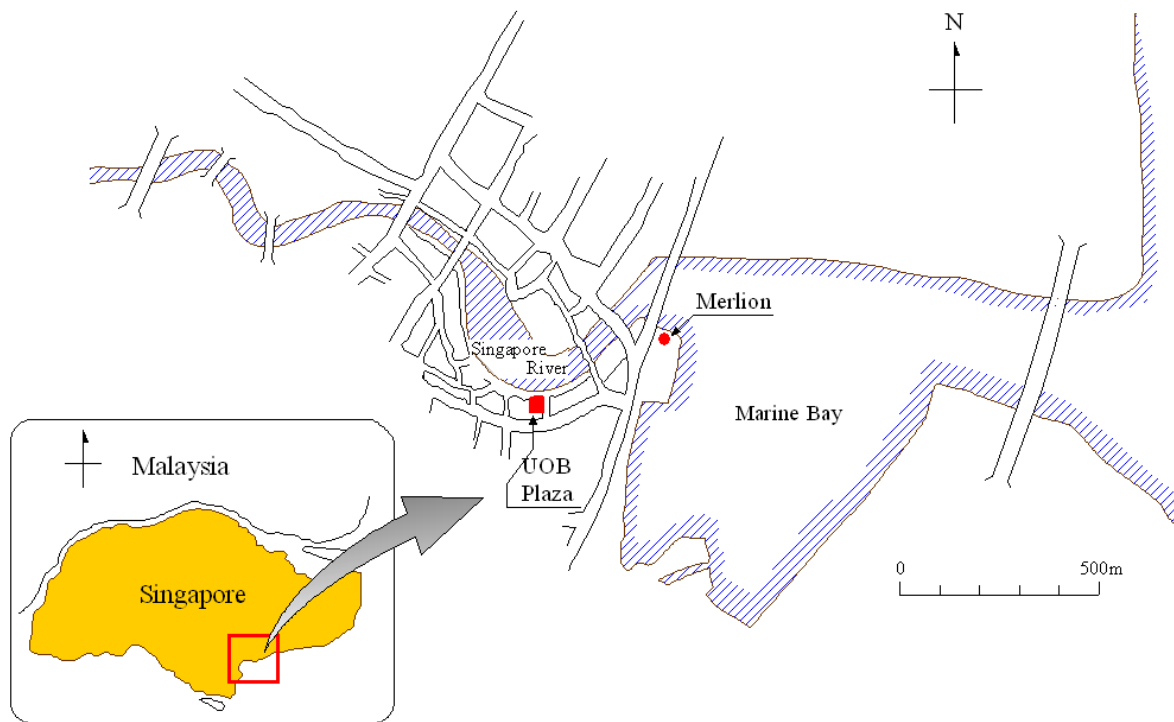 N
Merlion
Singapore
River
Marine Bay
UOB
Plaza
Malaysia
Singapore
0
500m